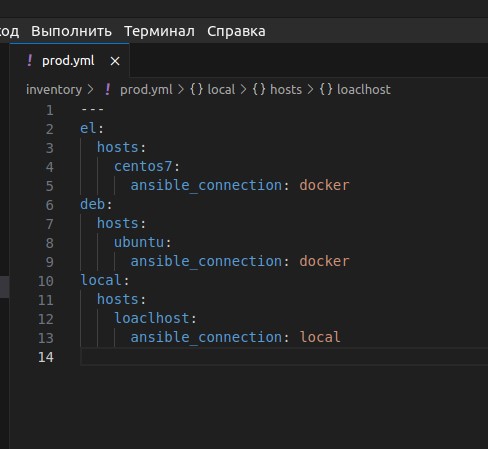 Выполнить Терминал Справка
! prod.yml ×
inventory > ! prod.yml > {} local > {} hosts > {} loaclhost
1 ---
2 el:
3 hosts:
4 centos7:
5 ansible_connection: docker
6 deb:
7 hosts:
8 ubuntu:
9 ansible_connection: docker
10 local:
11 hosts:
12 loaclhost:
13 ansible_connection: local
14